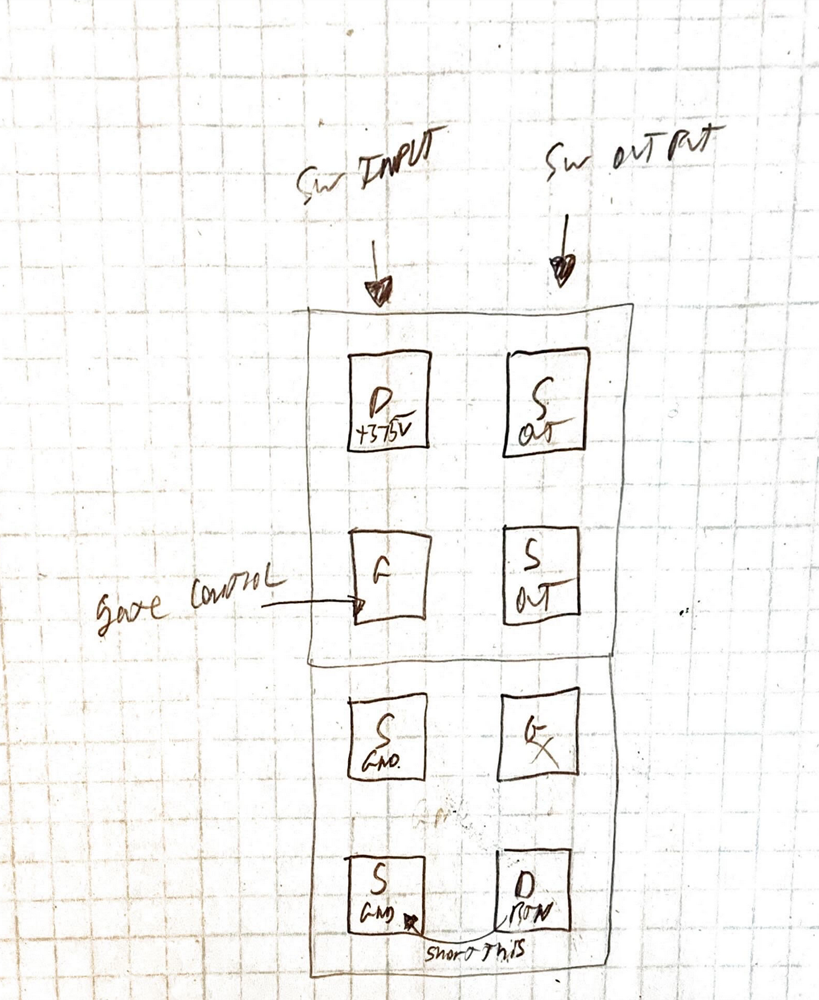 SW INPUT
SW OUTPUT
D
+375V
S
OUT
Gate CONTROL
G
S
OUT
S
GND.
G
X
S
GND
D
short this